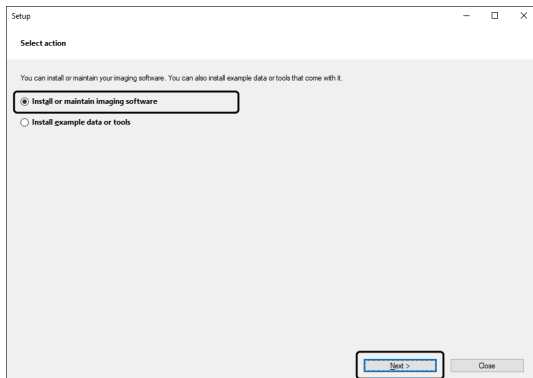 Setup
Select action
You can install or maintain your imaging software. You can also install example data or tools that come with it.
Install or maintain imaging software
Install example data or tools
Next >
Close